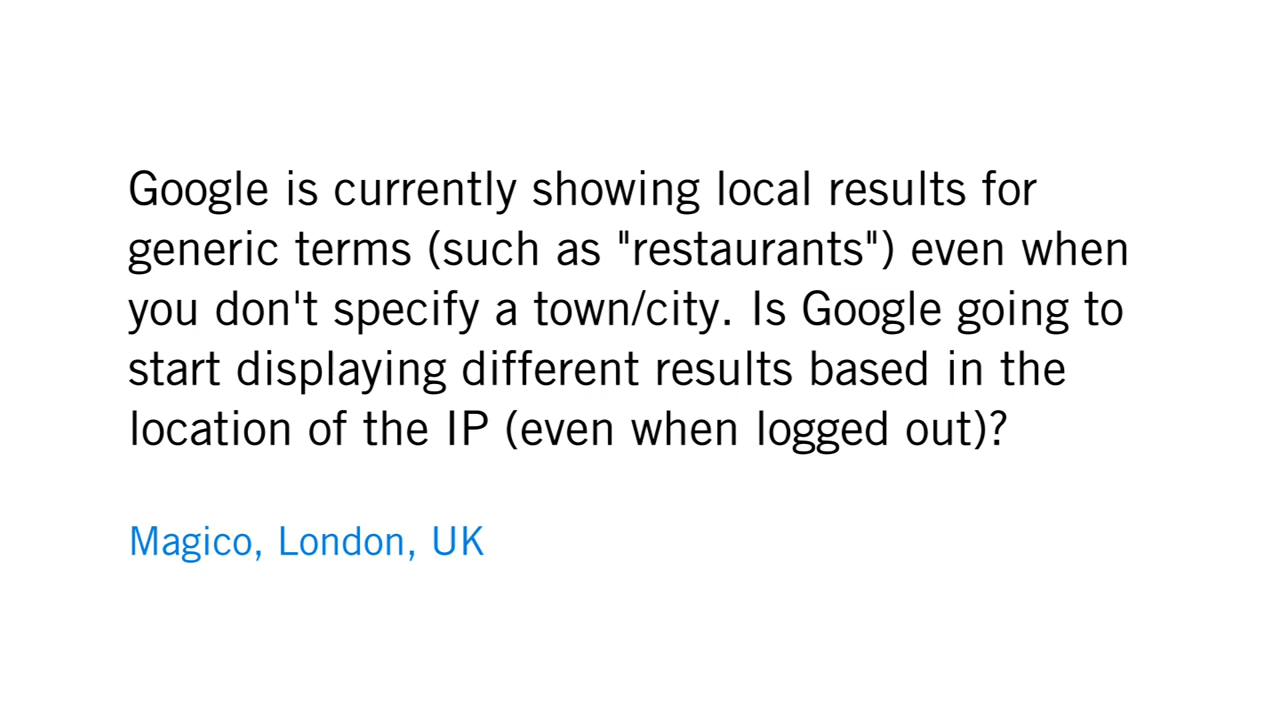 Google is currently showing local results for
generic terms (such as "restaurants") even when
you don't specify a town/city. Is Google going to
start displaying different results based in the
location of the IP (even when logged out)?
Magico, London, UK